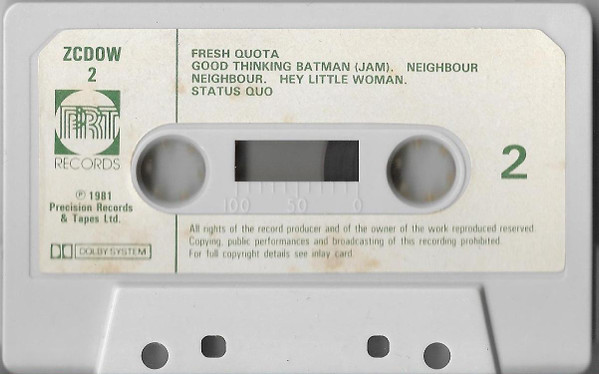 ZCDOW
2
PRT
RECORDS
℗ 1981
Precision Records
& Tapes Ltd.
DOLBY SYSTEM
FRESH QUOTA
GOOD THINKING BATMAN (JAM). NEIGHBOUR
NEIGHBOUR. HEY LITTLE WOMAN.
STATUS QUO
100 50 0
2
All rights of the record producer and of the owner of the work reproduced reserved.
Copying, public performances and broadcasting of this recording prohibited.
For full copyright details see inlay card.